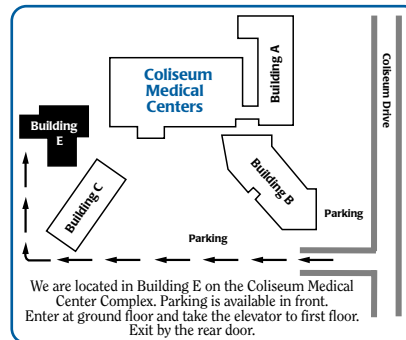 Building A
Coliseum
Medical
Centers
Coliseum Drive
Building
E
Building C
Building B
Parking
Parking
We are located in Building E on the Coliseum Medical
Center Complex. Parking is available in front.
Enter at ground floor and take the elevator to first floor.
Exit by the rear door.